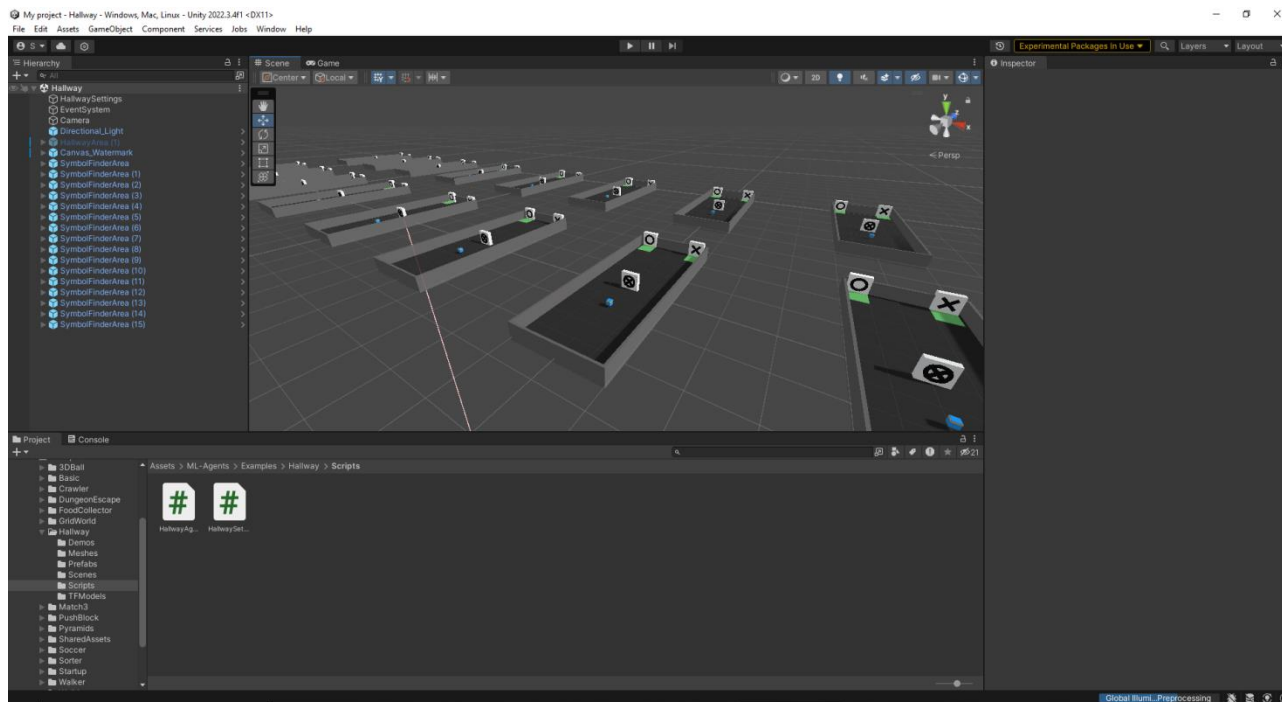 My project - Hallway - Windows, Mac, Linux - Unity 2022.3.4f1 <DX11>
File Edit Assets GameObject Component Services Jobs Window Help
S Experimental Packages In Use Layers Layout
Hierarchy Scene Game Inspector
All Center Local 2D
Hallway
HallwaySettings
EventSystem
Camera
Directional_Light
HallwayArea (1)
Canvas_Watermark
SymbolFinderArea
SymbolFinderArea (1)
SymbolFinderArea (2)
SymbolFinderArea (3)
SymbolFinderArea (4)
SymbolFinderArea (5)
SymbolFinderArea (6)
SymbolFinderArea (7)
SymbolFinderArea (8)
SymbolFinderArea (9)
SymbolFinderArea (10)
SymbolFinderArea (11)
SymbolFinderArea (12)
SymbolFinderArea (13)
SymbolFinderArea (14)
SymbolFinderArea (15)
y
z
x
< Persp
Project Console
21
Assets > ML-Agents > Examples > Hallway > Scripts
3DBall
Basic
Crawler
DungeonEscape
FoodCollector
GridWorld
Hallway
Demos
Meshes
Prefabs
Scenes
Scripts
TFModels
Match3
PushBlock
Pyramids
SharedAssets
Soccer
Sorter
Startup
Walker
# #
HallwayAg... HallwaySet...
Global Illumi...Preprocessing